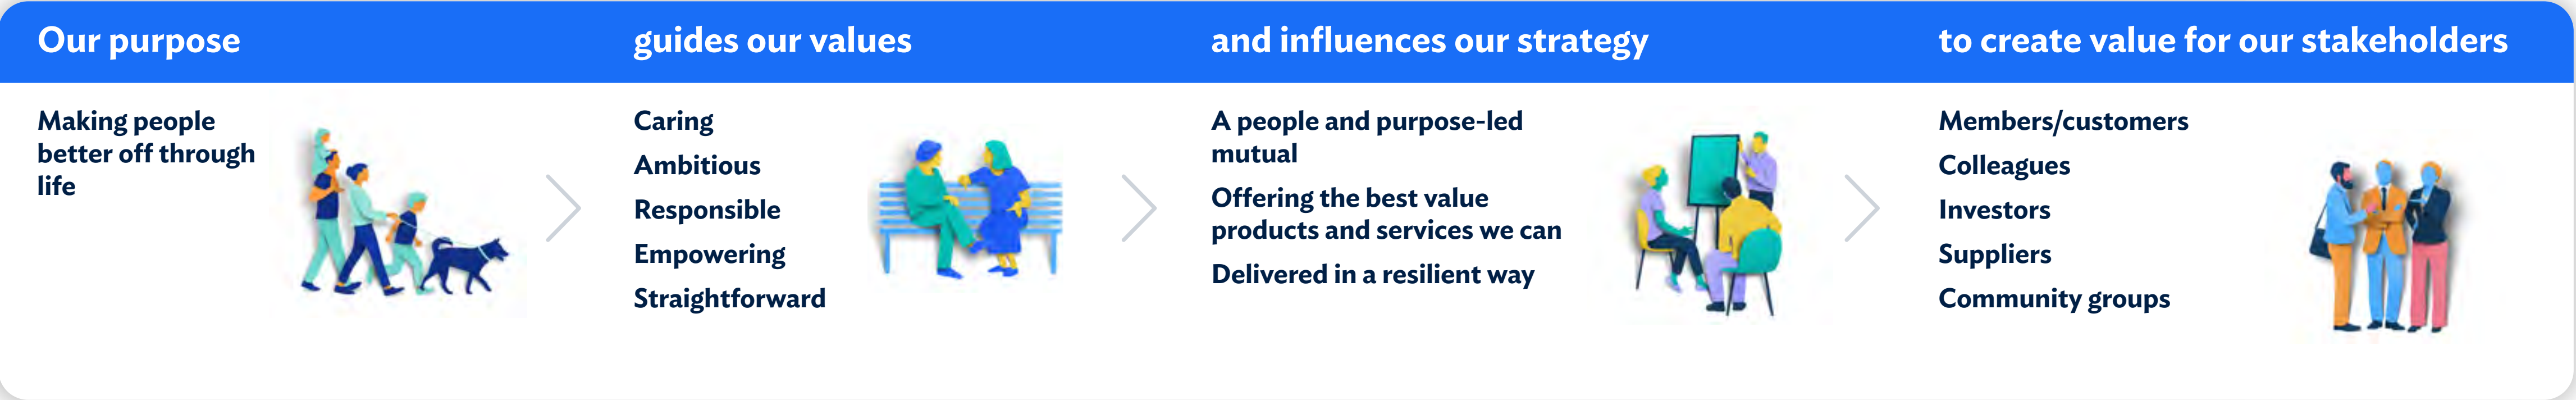 Our purpose
Making people
better off through
life
guides our values
Caring
Ambitious
Responsible
Empowering
Straightforward
and influences our strategy
A people and purpose-led
mutual
Offering the best value
products and services we can
Delivered in a resilient way
to create value for our stakeholders
Members/customers
Colleagues
Investors
Suppliers
Community groups